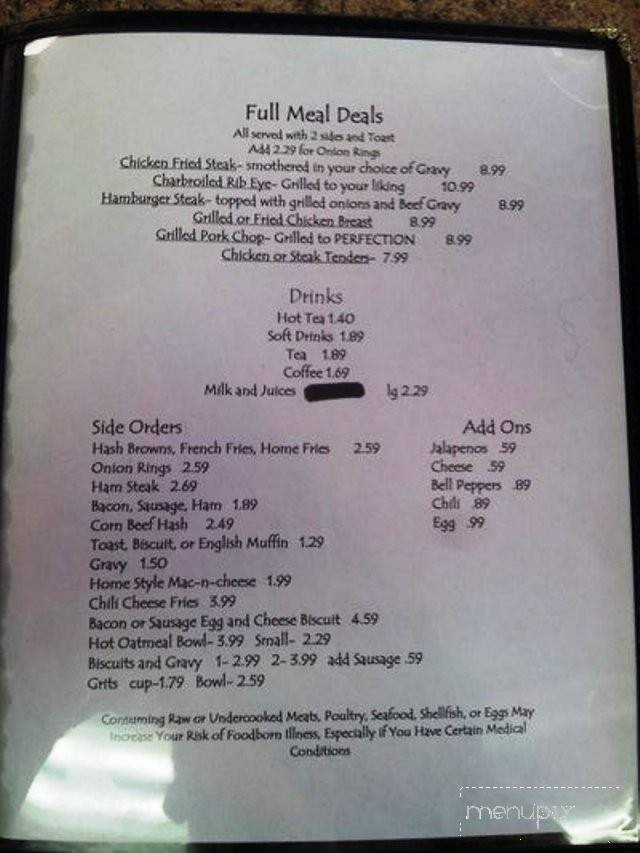 Full Meal Deals
All served with 2 sides and Toast
Add 2.29 for Onion Rings
Chicken Fried Steak- smothered in your choice of Gravy 8.99
Charbroiled Rib Eye- Grilled to your liking 10.99
Hamburger Steak- topped with grilled onions and Beef Gravy 8.99
Grilled or Fried Chicken Breast 8.99
Grilled Pork Chop- Grilled to PERFECTION 8.99
Chicken or Steak Tenders- 7.99
Drinks
Hot Tea 1.40
Soft Drinks 1.89
Tea 1.89
Coffee 1.69
Milk and Juices lg 2.29
Side Orders
Hash Browns, French Fries, Home Fries 2.59
Onion Rings 2.59
Ham Steak 2.69
Bacon, Sausage, Ham 1.89
Corn Beef Hash 2.49
Toast, Biscuit, or English Muffin 1.29
Gravy 1.50
Home Style Mac-n-cheese 1.99
Chili Cheese Fries 3.99
Bacon or Sausage Egg and Cheese Biscuit 4.59
Hot Oatmeal Bowl- 3.99 Small- 2.29
Biscuits and Gravy 1- 2.99 2- 3.99 add Sausage .59
Grits cup-1.79 Bowl- 2.59
Add Ons
Jalapenos .59
Cheese .59
Bell Peppers .89
Chili .89
Egg .99
Consuming Raw or Undercooked Meats, Poultry, Seafood, Shellfish, or Eggs May
Increase Your Risk of Foodborn Illness, Especially if You Have Certain Medical
Conditions
menupix